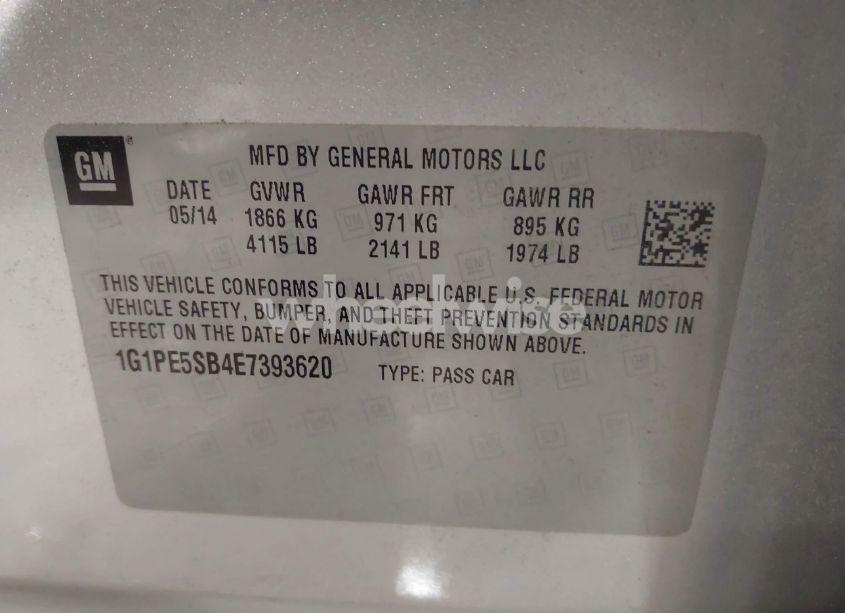 GM
MFD BY GENERAL MOTORS LLC
DATE GVWR GAWR FRT GAWR RR
05/14 1866 KG 971 KG 895 KG
4115 LB 2141 LB 1974 LB
THIS VEHICLE CONFORMS TO ALL APPLICABLE U.S. FEDERAL MOTOR
VEHICLE SAFETY, BUMPER, AND THEFT PREVENTION STANDARDS IN
EFFECT ON THE DATE OF MANUFACTURE SHOWN ABOVE.
1G1PE5SB4E7393620 TYPE: PASS CAR
wheelwise